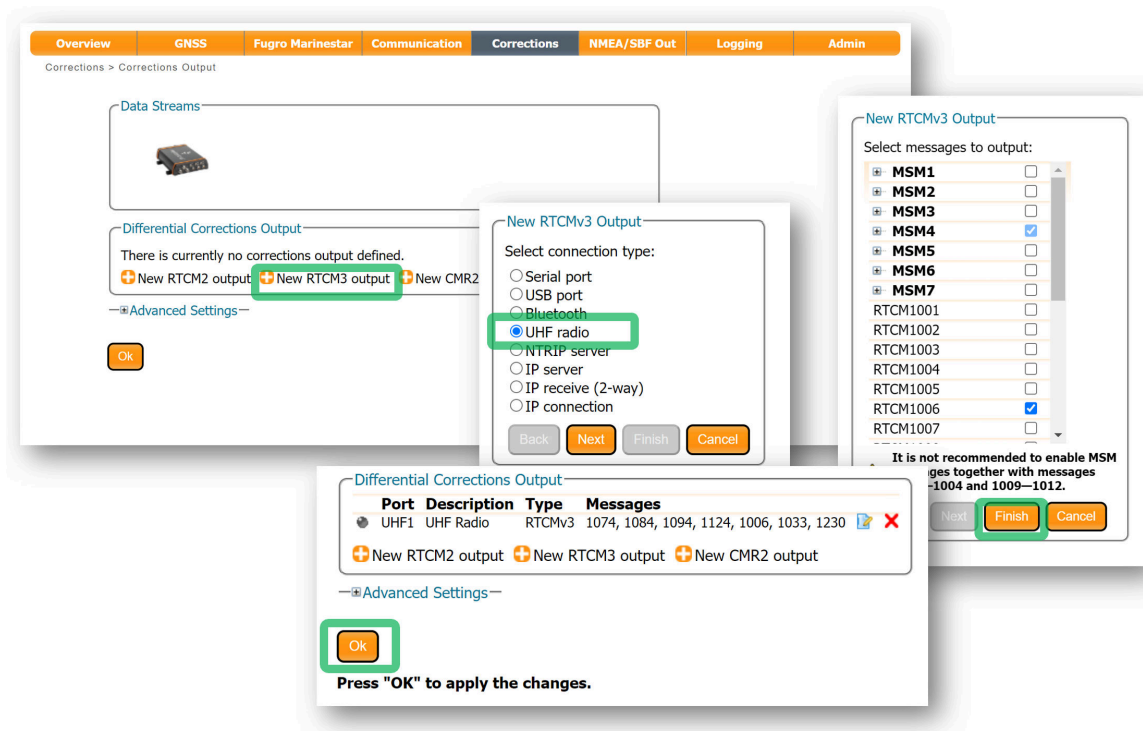 Overview GNSS Fugro Marinestar Communication Corrections NMEA/SBF Out Logging Admin
Corrections > Corrections Output
Data Streams
Differential Corrections Output
There is currently no corrections output defined.
New RTCM2 output New RTCM3 output New CMR2
Advanced Settings
Ok
New RTCMv3 Output
Select connection type:
Serial port
USB port
Bluetooth
UHF radio
NTRIP server
IP server
IP receive (2-way)
IP connection
Back Next Finish Cancel
New RTCMv3 Output
Select messages to output:
MSM1
MSM2
MSM3
MSM4
MSM5
MSM6
MSM7
RTCM1001
RTCM1002
RTCM1003
RTCM1004
RTCM1005
RTCM1006
RTCM1007
It is not recommended to enable MSM
ges together with messages
–1004 and 1009—1012.
Next Finish Cancel
Differential Corrections Output
Port Description Type Messages
UHF1 UHF Radio RTCMv3 1074, 1084, 1094, 1124, 1006, 1033, 1230
New RTCM2 output New RTCM3 output New CMR2 output
Advanced Settings
Ok
Press "OK" to apply the changes.